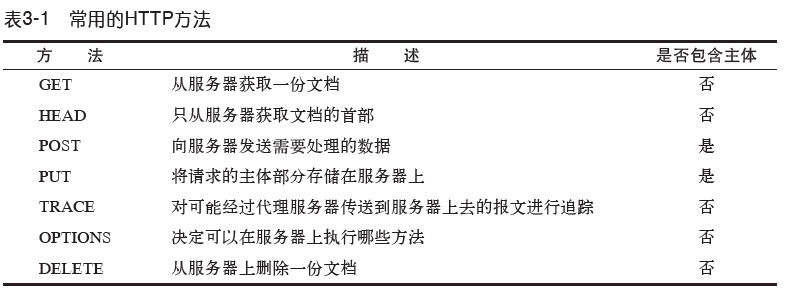 表3-1 常用的HTTP方法
方 法 描 述 是否包含主体
GET 从服务器获取一份文档 否
HEAD 只从服务器获取文档的首部 否
POST 向服务器发送需要处理的数据 是
PUT 将请求的主体部分存储在服务器上 是
TRACE 对可能经过代理服务器传送到服务器上去的报文进行追踪 否
OPTIONS 决定可以在服务器上执行哪些方法 否
DELETE 从服务器上删除一份文档 否